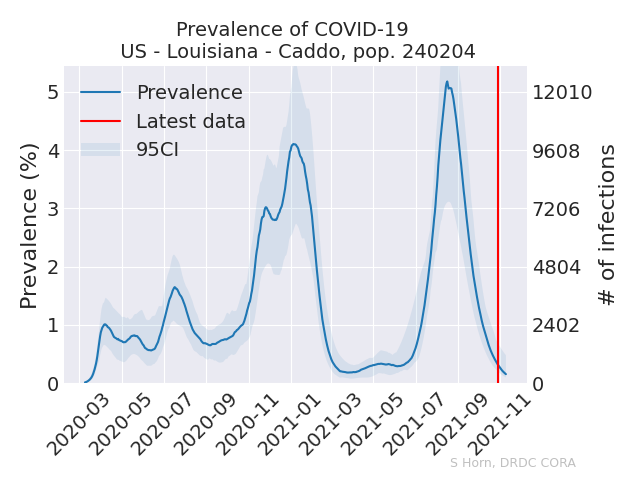 Prevalence of COVID-19
US - Louisiana - Caddo, pop. 240204
Prevalence
Latest data
95CI
Prevalence (%)
5
4
3
2
1
0
12010
9608
7206
4804
2402
0
# of infections
2020-03
2020-05
2020-07
2020-09
2020-11
2021-01
2021-03
2021-05
2021-07
2021-09
2021-11
S Horn, DRDC CORA